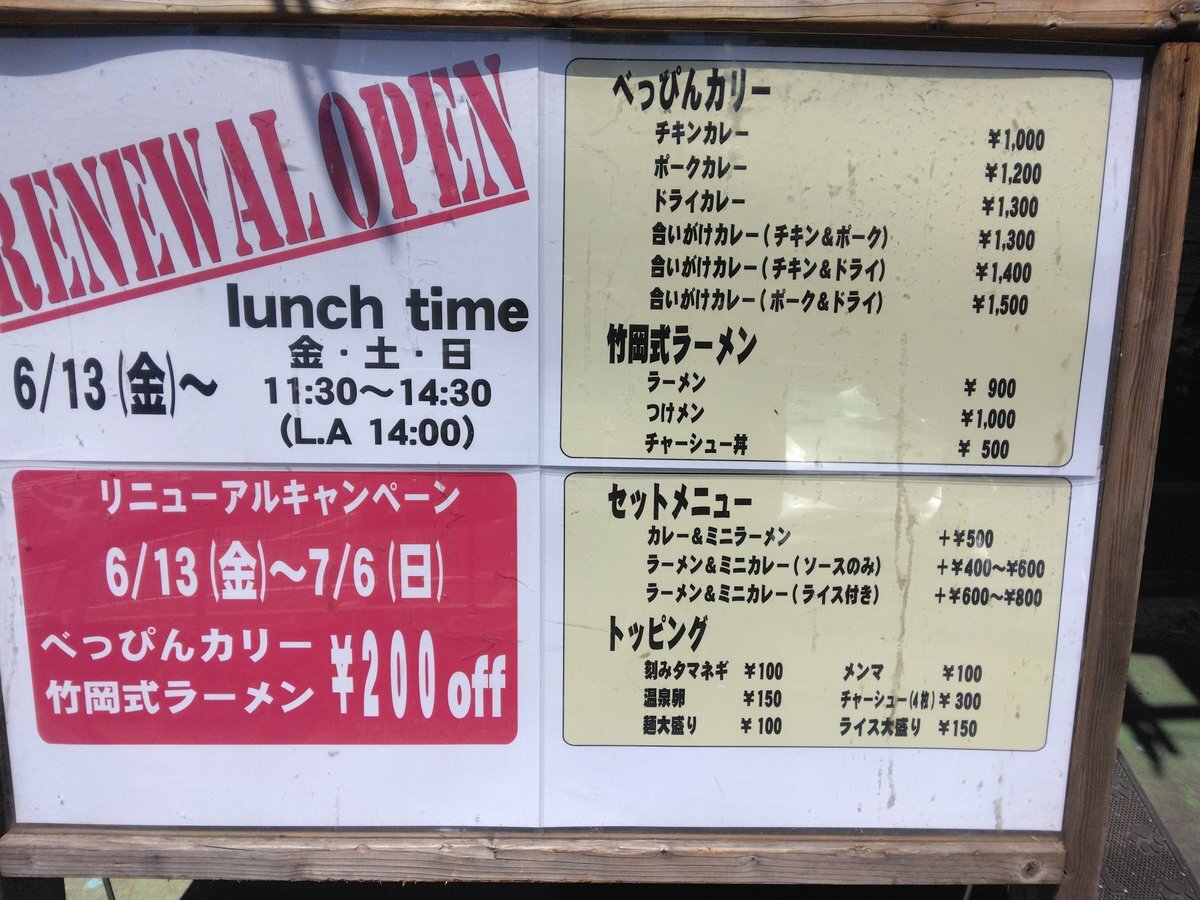 RENEWAL OPEN
lunch time
6/13(金)～
金・土・日
11:30～14:30
(L.A 14:00)
リニューアルキャンペーン
6/13(金)～7/6(日)
べっぴんカリー
竹岡式ラーメン
¥200off
べっぴんカリー
チキンカレー ¥1,000
ポークカレー ¥1,200
ドライカレー ¥1,300
合いがけカレー(チキン&ポーク) ¥1,300
合いがけカレー(チキン&ドライ) ¥1,400
合いがけカレー(ポーク&ドライ) ¥1,500
竹岡式ラーメン
ラーメン ¥ 900
つけメン ¥1,000
チャーシュー丼 ¥ 500
セットメニュー
カレー&ミニラーメン +¥500
ラーメン&ミニカレー(ソースのみ) +¥400～¥600
ラーメン&ミニカレー(ライス付き) +¥600～¥800
トッピング
刻みタマネギ ¥100 メンマ ¥100
温泉卵 ¥150 チャーシュー(4枚) ¥300
麺大盛り ¥100 ライス大盛り ¥150